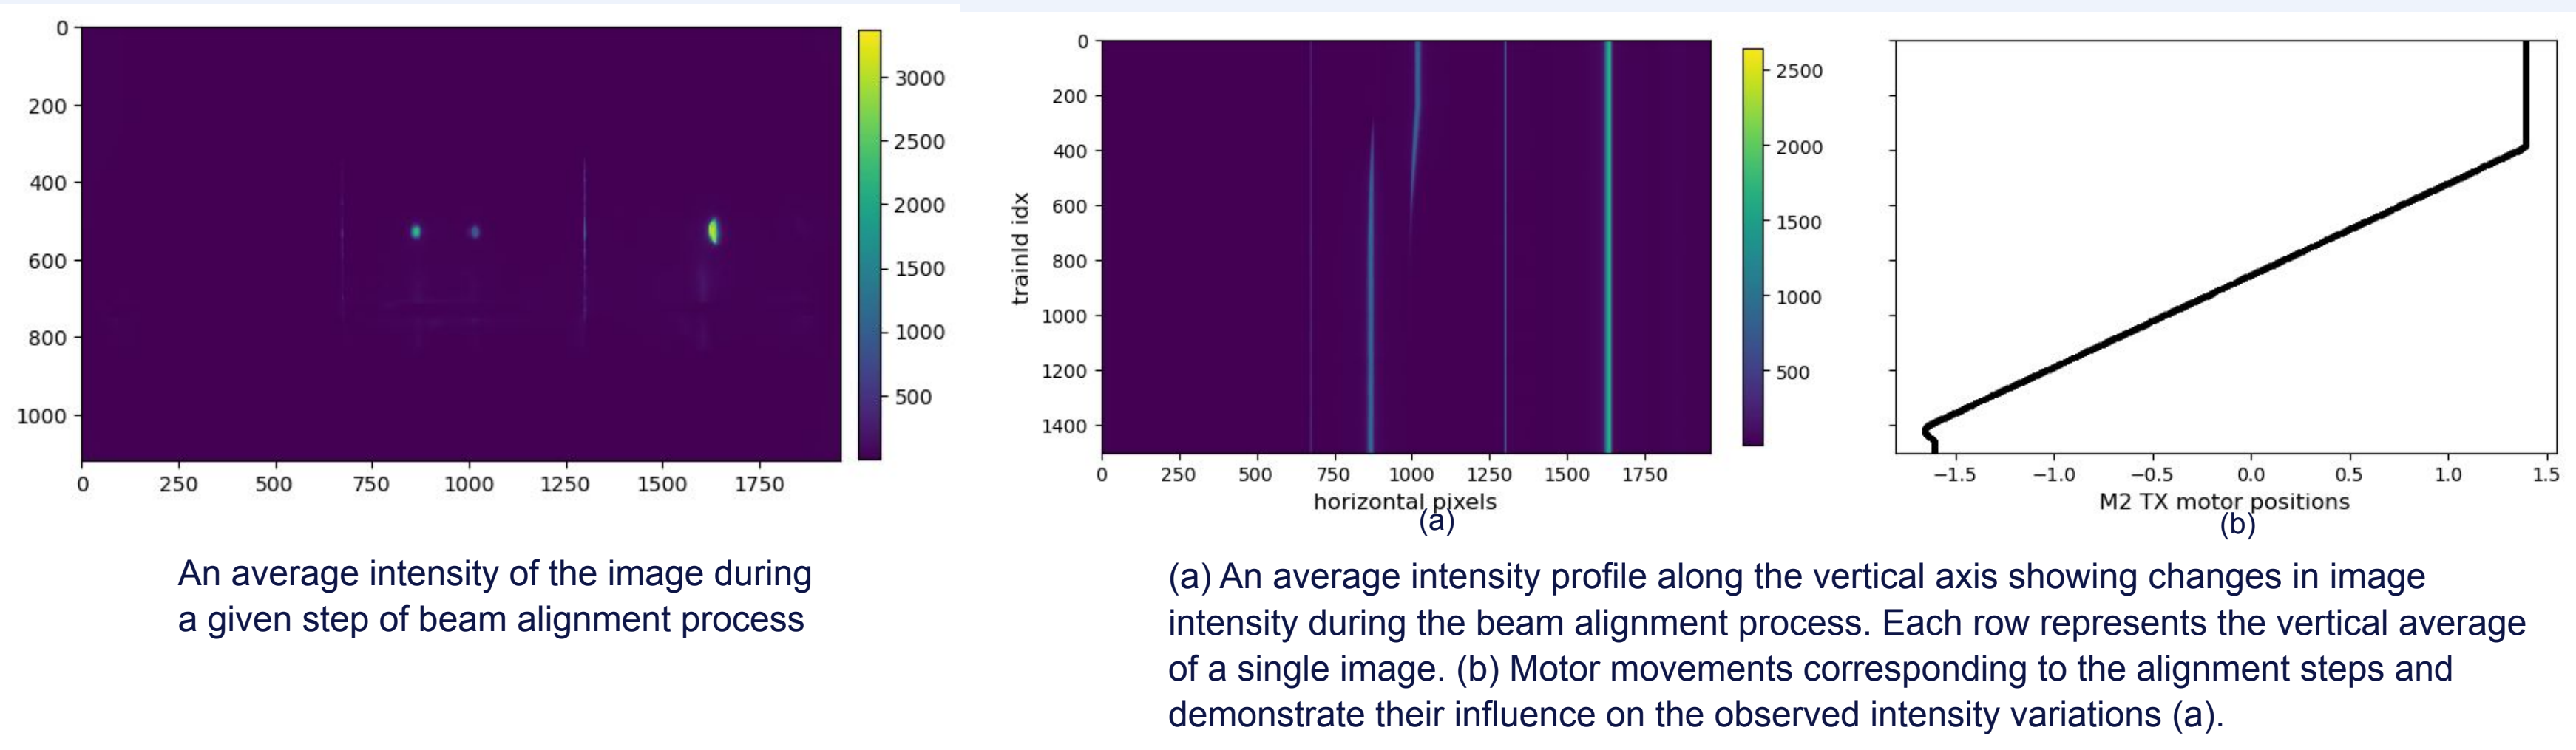 0
200
400
600
800
1000
0 250 500 750 1000 1250 1500 1750
3000
2500
2000
1500
1000
500
An average intensity of the image during
a given step of beam alignment process
trainId idx
0
200
400
600
800
1000
1200
1400
0 250 500 750 1000 1250 1500 1750
horizontal pixels
(a)
2500
2000
1500
1000
500
−1.5 −1.0 −0.5 0.0 0.5 1.0 1.5
M2 TX motor positions
(b)
(a) An average intensity profile along the vertical axis showing changes in image
intensity during the beam alignment process. Each row represents the vertical average
of a single image. (b) Motor movements corresponding to the alignment steps and
demonstrate their influence on the observed intensity variations (a).